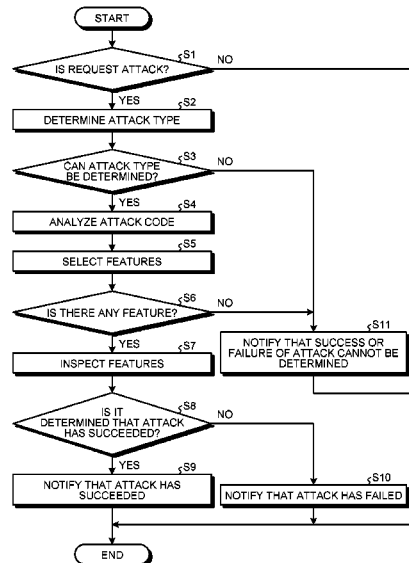 START
S1
IS REQUEST ATTACK?
NO
YES
S2
DETERMINE ATTACK TYPE
S3
CAN ATTACK TYPE
BE DETERMINED?
NO
YES
S4
ANALYZE ATTACK CODE
S5
SELECT FEATURES
S6
IS THERE ANY FEATURE?
NO
YES
S7
INSPECT FEATURES
S11
NOTIFY THAT SUCCESS OR
FAILURE OF ATTACK CANNOT BE
DETERMINED
S8
IS IT
DETERMINED THAT ATTACK
HAS SUCCEEDED?
NO
YES
S9
NOTIFY THAT ATTACK HAS
SUCCEEDED
S10
NOTIFY THAT ATTACK HAS FAILED
END